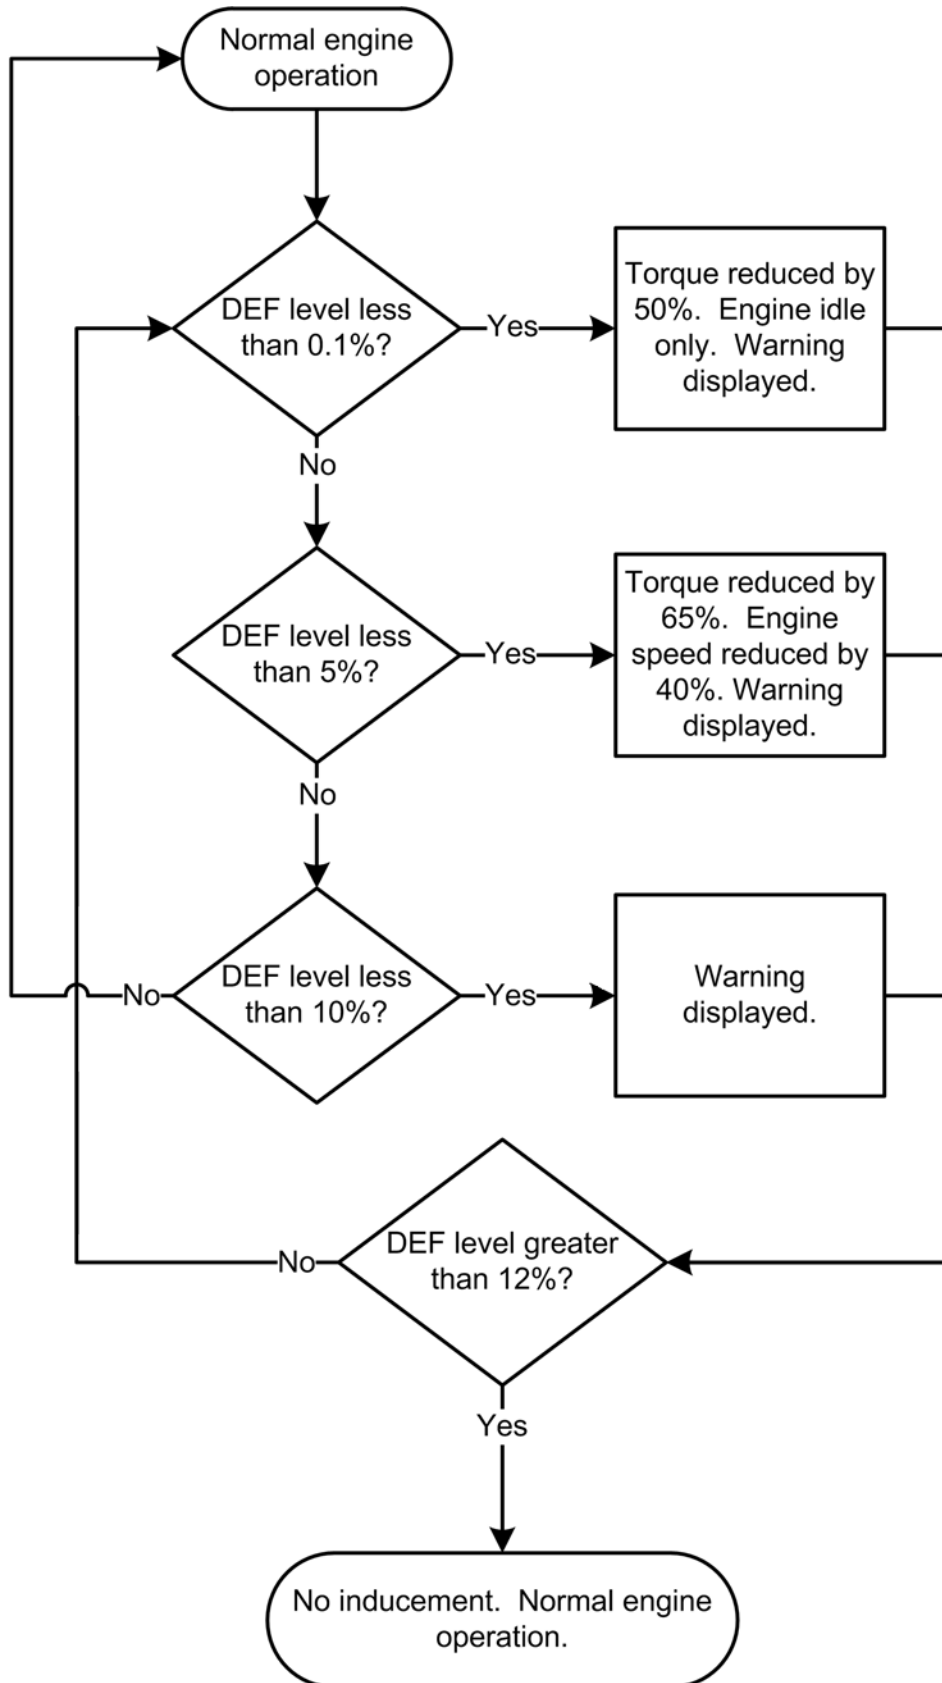 Normal engine
operation
DEF level less
than 0.1%?
Yes
Torque reduced by
50%.  Engine idle
only.  Warning
displayed.
No
DEF level less
than 5%?
Yes
Torque reduced by
65%.  Engine
speed reduced by
40%. Warning
displayed.
No
DEF level less
than 10%?
No
Yes
Warning
displayed.
DEF level greater
than 12%?
No
Yes
No inducement.  Normal engine
operation.